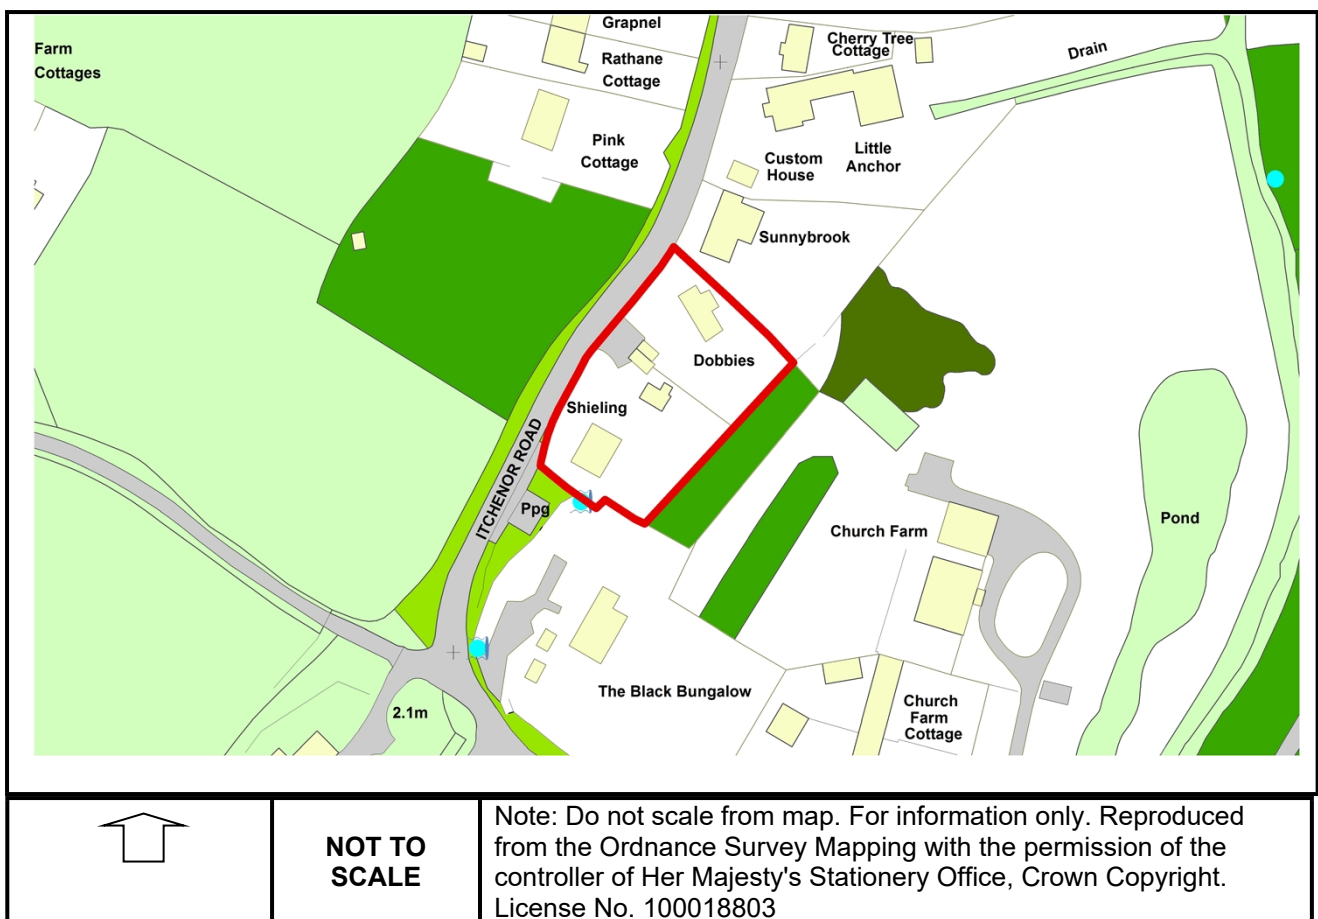 Grapnel
Farm
Cottages
Rathane
Cottage
Cherry Tree
Cottage
Drain
Pink
Cottage
Custom
House
Little
Anchor
Sunnybrook
Dobbies
Shieling
ITCHENOR ROAD
Ppg
Church Farm
Pond
The Black Bungalow
2.1m
Church
Farm
Cottage
NOT TO
SCALE
Note: Do not scale from map. For information only. Reproduced
from the Ordnance Survey Mapping with the permission of the
controller of Her Majesty's Stationery Office, Crown Copyright.
License No. 100018803